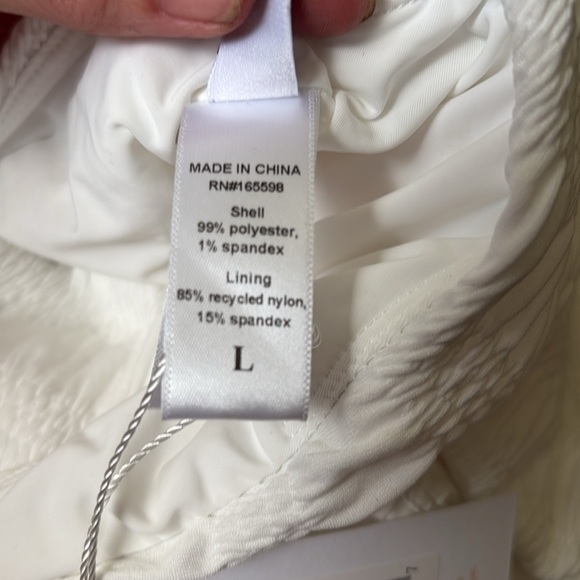 MADE IN CHINA
RN#165598
Shell
99% polyester,
1% spandex
Lining
85% recycled nylon,
15% spandex
L